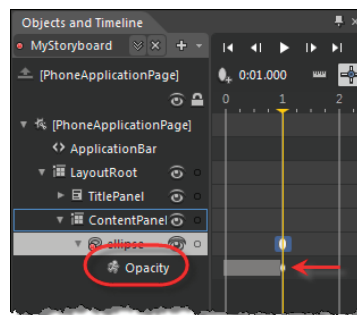 Objects and Timeline
MyStoryboard
[PhoneApplicationPage] 0:01.000
0 1 2
[PhoneApplicationPage]
ApplicationBar
LayoutRoot
TitlePanel
ContentPanel
ellipse
Opacity